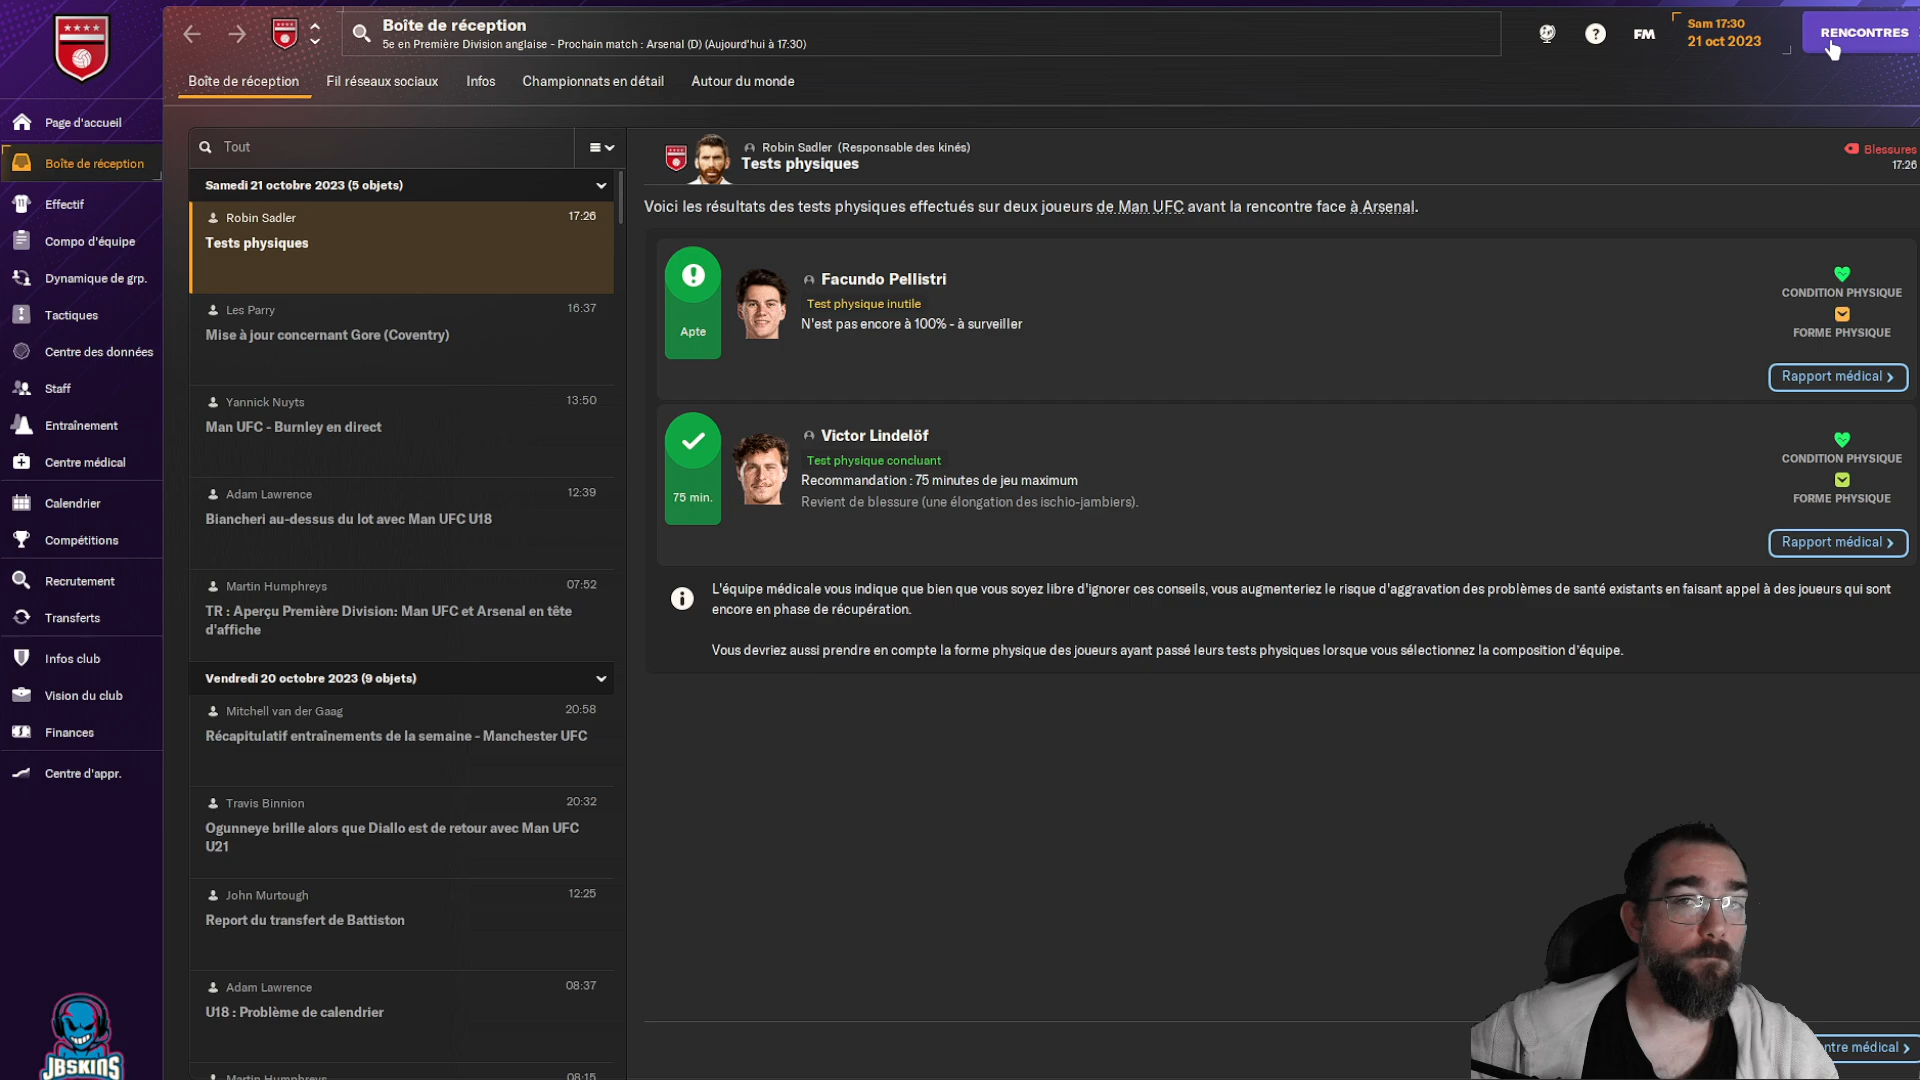 Boîte de réception
5e en Première Division anglaise - Prochain match : Arsenal (D) (Aujourd'hui à 17:30)
FM
Sam 17:30
21 oct 2023
RENCONTRES
Boîte de réception
Fil réseaux sociaux
Infos
Championnats en détail
Autour du monde
Page d'accueil
Boîte de réception
Effectif
Compo d'équipe
Dynamique de grp.
Tactiques
Centre des données
Staff
Entraînement
Centre médical
Calendrier
Compétitions
Recrutement
Transferts
Infos club
Vision du club
Finances
Centre d'appr.
JBSKINS
Tout
Samedi 21 octobre 2023 (5 objets)
Robin Sadler 17:26
Tests physiques
Les Parry 16:37
Mise à jour concernant Gore (Coventry)
Yannick Nuyts 13:50
Man UFC - Burnley en direct
Adam Lawrence 12:39
Biancheri au-dessus du lot avec Man UFC U18
Martin Humphreys 07:52
TR : Aperçu Première Division: Man UFC et Arsenal en tête
d'affiche
Vendredi 20 octobre 2023 (9 objets)
Mitchell van der Gaag 20:58
Récapitulatif entraînements de la semaine - Manchester UFC
Travis Binnion 20:32
Ogunneye brille alors que Diallo est de retour avec Man UFC
U21
John Murtough 12:25
Report du transfert de Battiston
Adam Lawrence 08:37
U18 : Problème de calendrier
Martin Humphreys 08:15
Robin Sadler (Responsable des kinés)
Tests physiques
Blessures
17:26
Voici les résultats des tests physiques effectués sur deux joueurs de Man UFC avant la rencontre face à Arsenal.
Apte
Facundo Pellistri
Test physique inutile
N'est pas encore à 100% - à surveiller
CONDITION PHYSIQUE
FORME PHYSIQUE
Rapport médical
75 min.
Victor Lindelöf
Test physique concluant
Recommandation : 75 minutes de jeu maximum
Revient de blessure (une élongation des ischio-jambiers).
CONDITION PHYSIQUE
FORME PHYSIQUE
Rapport médical
L'équipe médicale vous indique que bien que vous soyez libre d'ignorer ces conseils, vous augmenteriez le risque d'aggravation des problèmes de santé existants en faisant appel à des joueurs qui sont
encore en phase de récupération.
Vous devriez aussi prendre en compte la forme physique des joueurs ayant passé leurs tests physiques lorsque vous sélectionnez la composition d'équipe.
ntre médical